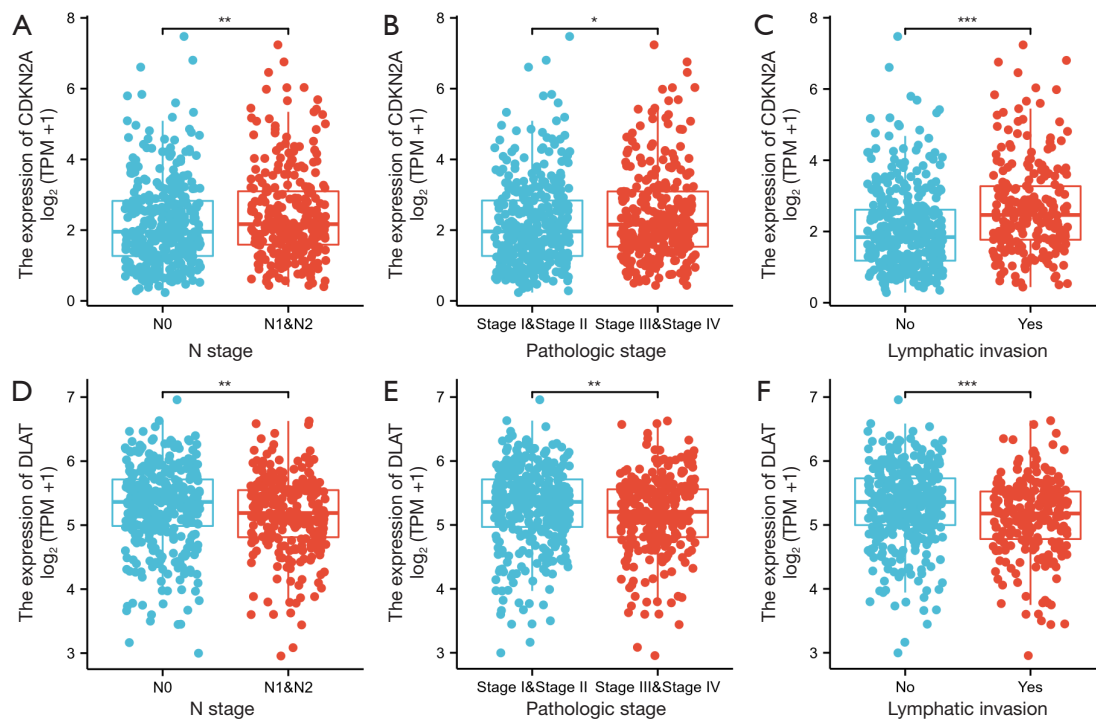 A
The expression of CDKN2A
log₂ (TPM +1)
8
6
4
2
0
**
N0
N1&N2
N stage
B
The expression of CDKN2A
log₂ (TPM +1)
8
6
4
2
0
*
Stage I&Stage II
Stage III&Stage IV
Pathologic stage
C
The expression of CDKN2A
log₂ (TPM +1)
8
6
4
2
0
***
No
Yes
Lymphatic invasion
D
The expression of DLAT
log₂ (TPM +1)
7
6
5
4
3
**
N0
N1&N2
N stage
E
The expression of DLAT
log₂ (TPM +1)
7
6
5
4
3
**
Stage I&Stage II
Stage III&Stage IV
Pathologic stage
F
The expression of DLAT
log₂ (TPM +1)
7
6
5
4
3
***
No
Yes
Lymphatic invasion